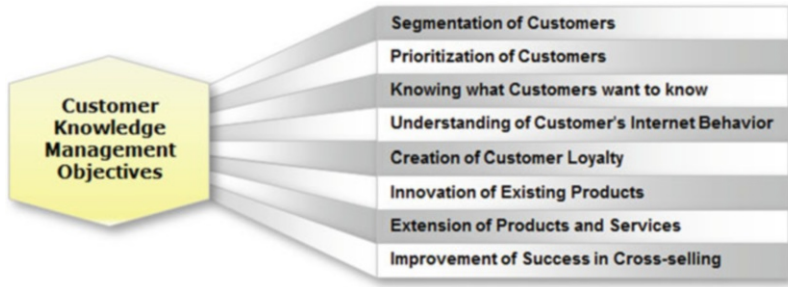 Customer
Knowledge
Management
Objectives
Segmentation of Customers
Prioritization of Customers
Knowing what Customers want to know
Understanding of Customer's Internet Behavior
Creation of Customer Loyalty
Innovation of Existing Products
Extension of Products and Services
Improvement of Success in Cross-selling